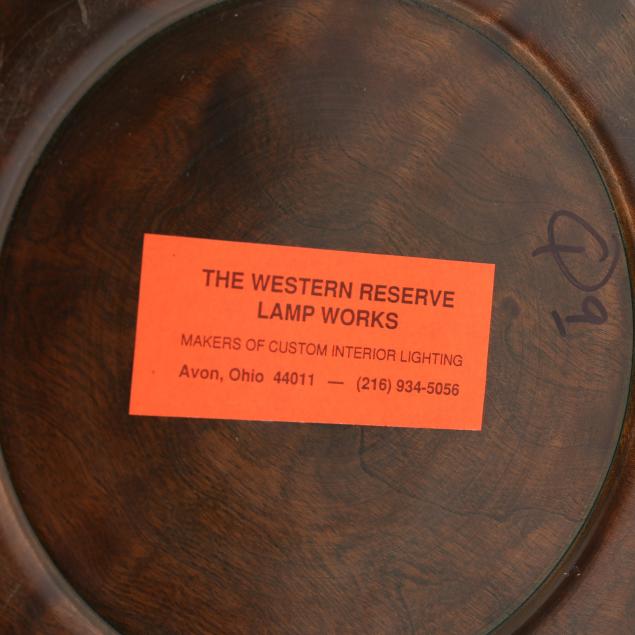 THE WESTERN RESERVE
LAMP WORKS
MAKERS OF CUSTOM INTERIOR LIGHTING
Avon, Ohio 44011 — (216) 934-5056